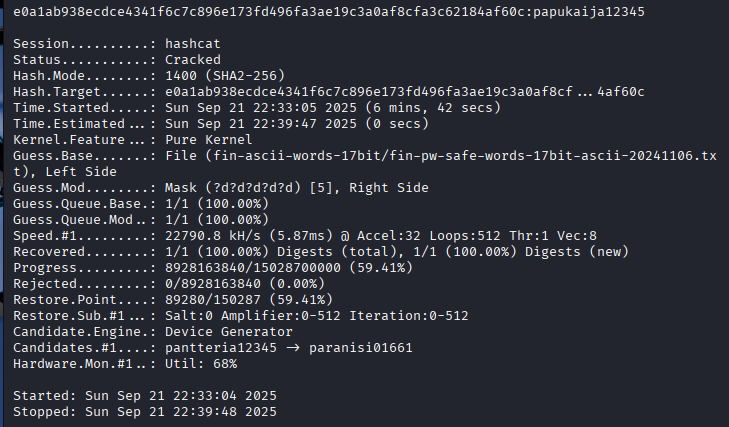 e0a1ab938ecdce4341f6c7c896e173fd496fa3ae19c3a0af8cfa3c62184af60c:papukaija12345
Session..........: hashcat
Status...........: Cracked
Hash.Mode........: 1400 (SHA2-256)
Hash.Target......: e0a1ab938ecdce4341f6c7c896e173fd496fa3ae19c3a0af8cf...4af60c
Time.Started.....: Sun Sep 21 22:33:05 2025 (6 mins, 42 secs)
Time.Estimated...: Sun Sep 21 22:39:47 2025 (0 secs)
Kernel.Feature...: Pure Kernel
Guess.Base.......: File (fin-ascii-words-17bit/fin-pw-safe-words-17bit-ascii-20241106.tx
t), Left Side
Guess.Mod........: Mask (?d?d?d?d?d) [5], Right Side
Guess.Queue.Base.: 1/1 (100.00%)
Guess.Queue.Mod..: 1/1 (100.00%)
Speed.#1.........: 22790.8 kH/s (5.87ms) @ Accel:32 Loops:512 Thr:1 Vec:8
Recovered........: 1/1 (100.00%) Digests (total), 1/1 (100.00%) Digests (new)
Progress.........: 8928163840/15028700000 (59.41%)
Rejected.........: 0/8928163840 (0.00%)
Restore.Point....: 89280/150287 (59.41%)
Restore.Sub.#1...: Salt:0 Amplifier:0-512 Iteration:0-512
Candidate.Engine.: Device Generator
Candidates.#1....: pantteria12345 -> paranisi01661
Hardware.Mon.#1..: Util: 68%
Started: Sun Sep 21 22:33:04 2025
Stopped: Sun Sep 21 22:39:48 2025